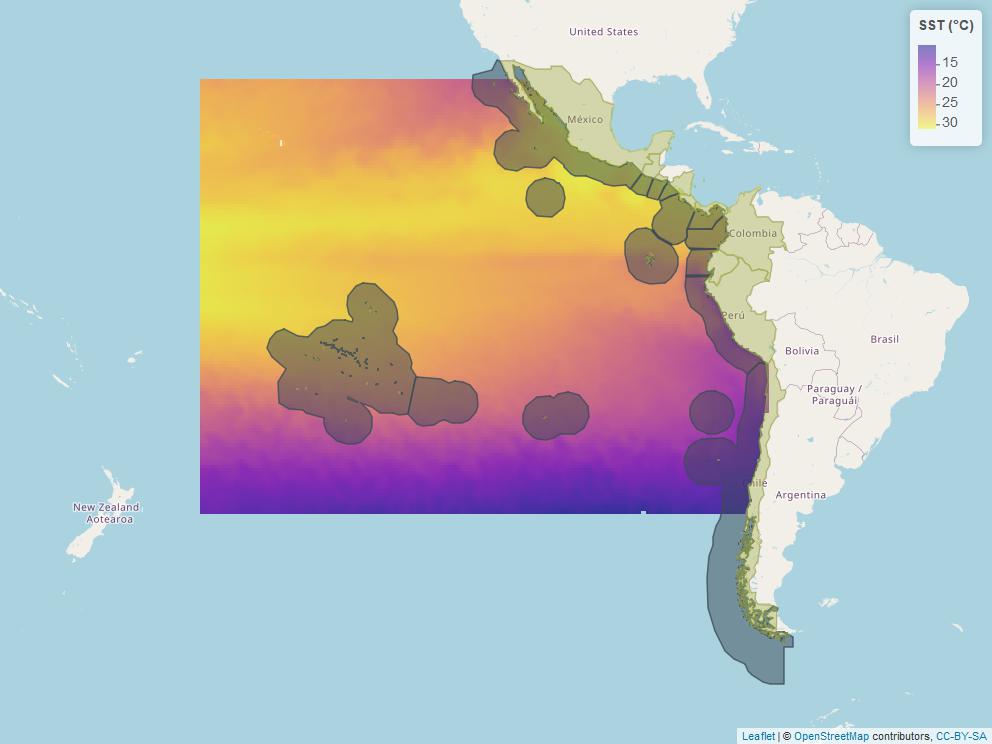 United States
SST (°C)
15
20
25
30
México
Colombia
Perú
Brasil
Bolivia
Paraguay /
Paraguái
hile
Argentina
New Zealand
Aotearoa
Leaflet | © OpenStreetMap contributors, CC-BY-SA